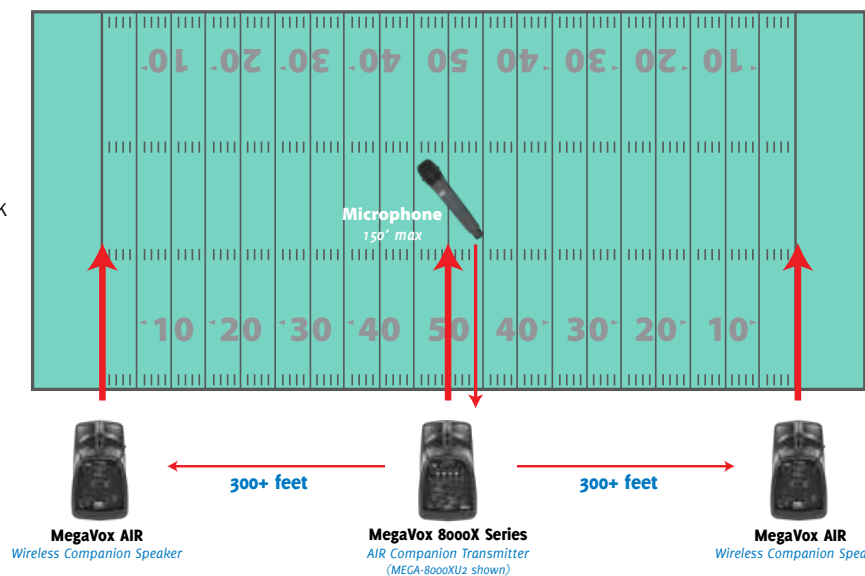 10 20 30 40 50 40 30 20 10
K
Microphone
150' max
10 20 30 40 50 40 30 20 10
300+ feet
300+ feet
MegaVox AIR
Wireless Companion Speaker
MegaVox 8000X Series
AIR Companion Transmitter
(MEGA-8000XU2 shown)
MegaVox AIR
Wireless Companion Spea